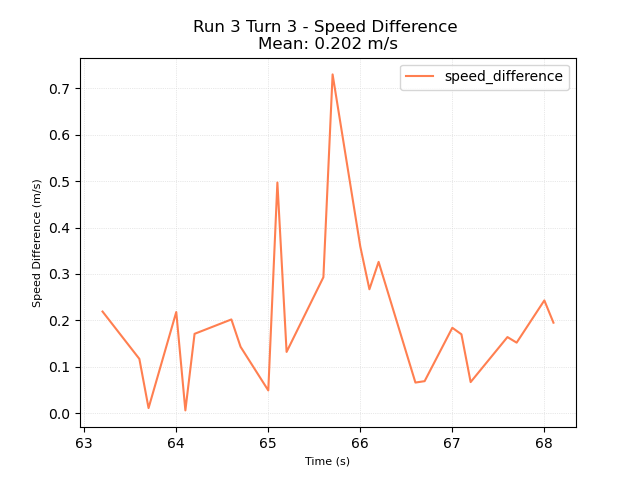 Run 3 Turn 3 - Speed Difference
Mean: 0.202 m/s
speed_difference
Speed Difference (m/s)
0.7
0.6
0.5
0.4
0.3
0.2
0.1
0.0
63 64 65 66 67 68
Time (s)